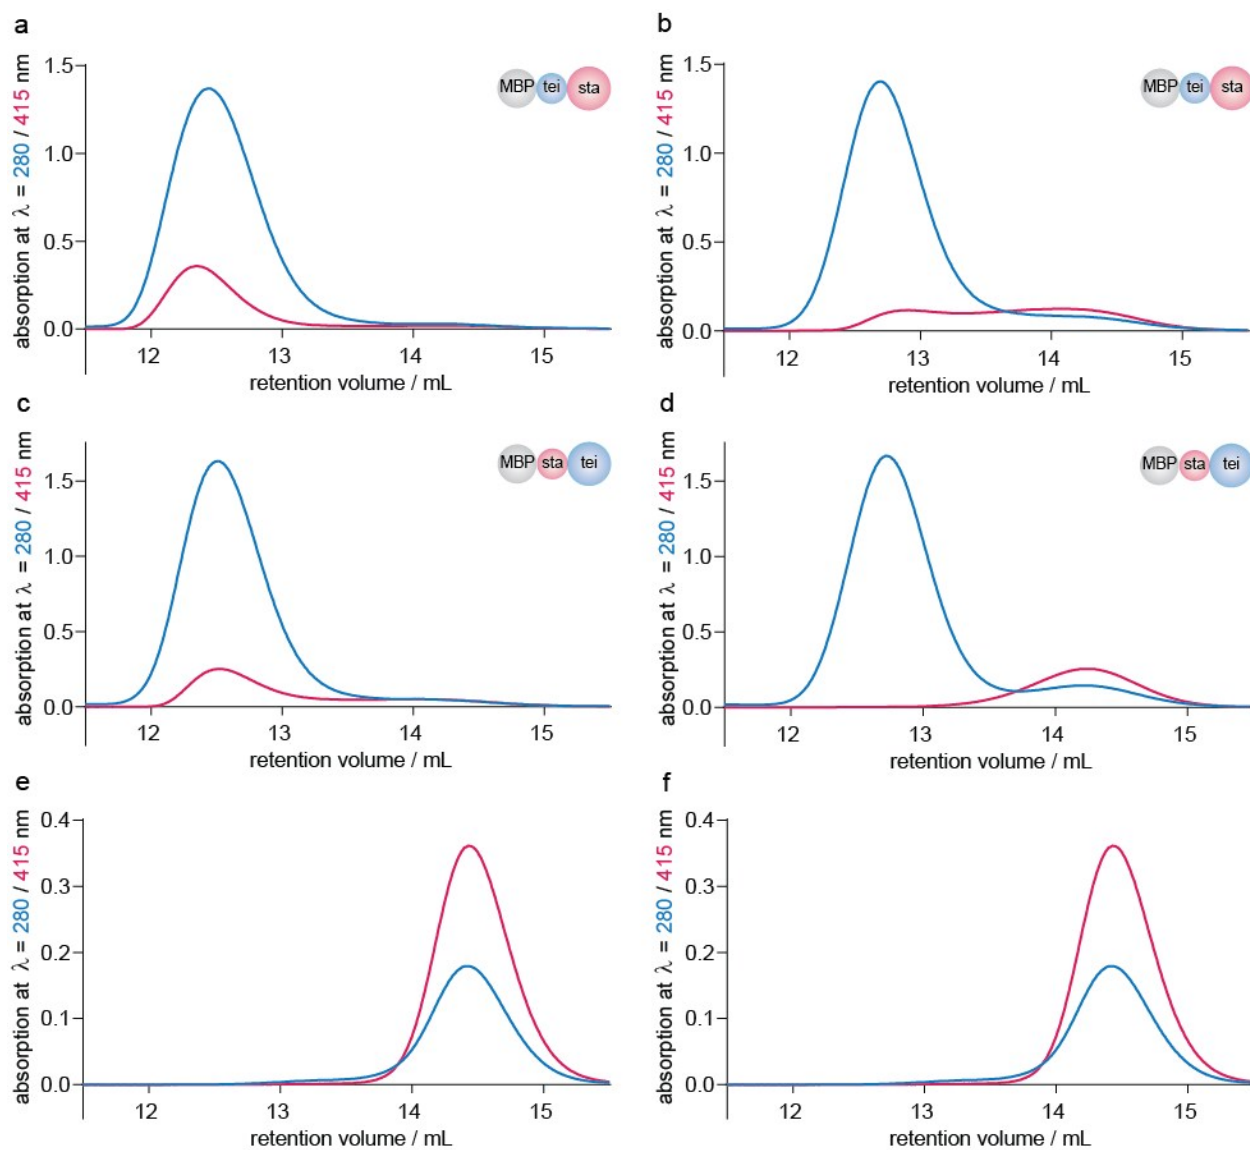 a
absorption at λ = 280 / 415 nm
1.5
1.0
0.5
0.0
12
13
14
15
retention volume / mL
MBP tei sta
b
absorption at λ = 280 / 415 nm
1.5
1.0
0.5
0.0
12
13
14
15
retention volume / mL
MBP tei sta
c
absorption at λ = 280 / 415 nm
1.5
1.0
0.5
0.0
12
13
14
15
retention volume / mL
MBP sta tei
d
absorption at λ = 280 / 415 nm
1.5
1.0
0.5
0.0
12
13
14
15
retention volume / mL
MBP sta tei
e
absorption at λ = 280 / 415 nm
0.4
0.3
0.2
0.1
0.0
12
13
14
15
retention volume / mL
f
absorption at λ = 280 / 415 nm
0.4
0.3
0.2
0.1
0.0
12
13
14
15
retention volume / mL